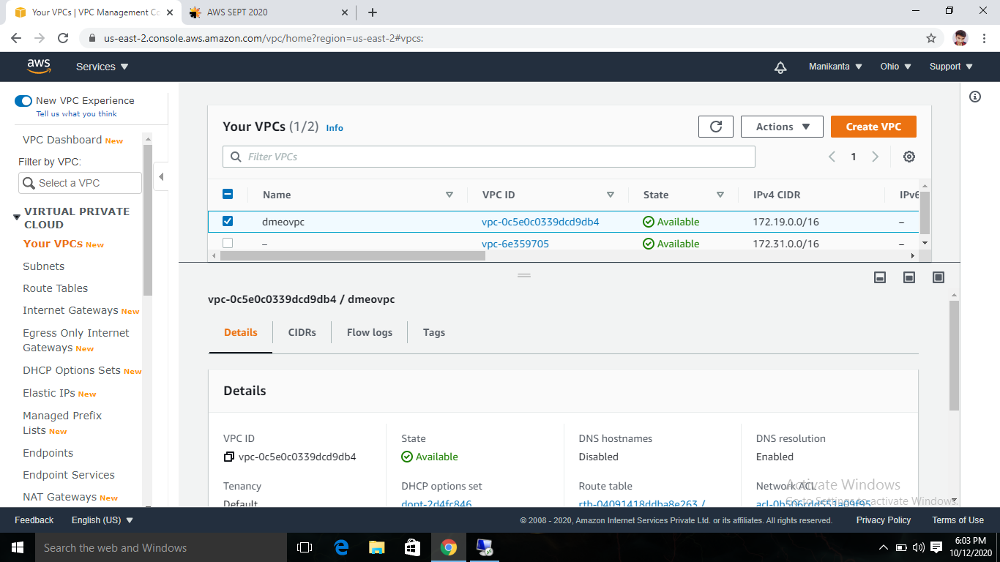 Your VPCs | VPC Management Co
AWS SEPT 2020
us-east-2.console.aws.amazon.com/vpc/home?region=us-east-2#vpcs:
aws
Services
Manikanta
Ohio
Support
New VPC Experience
Tell us what you think
VPC Dashboard New
Filter by VPC:
Select a VPC
VIRTUAL PRIVATE
CLOUD
Your VPCs New
Subnets
Route Tables
Internet Gateways New
Egress Only Internet
Gateways New
DHCP Options Sets New
Elastic IPs New
Managed Prefix
Lists New
Endpoints
Endpoint Services
NAT Gateways New
Your VPCs (1/2) Info
Actions
Create VPC
Filter VPCs
1
Name VPC ID State IPv4 CIDR IPv6
dmeovpc vpc-0c5e0c0339dcd9db4 Available 172.19.0.0/16 –
– vpc-6e359705 Available 172.31.0.0/16 –
vpc-0c5e0c0339dcd9db4 / dmeovpc
Details CIDRs Flow logs Tags
Details
VPC ID State DNS hostnames DNS resolution
vpc-0c5e0c0339dcd9db4 Available Disabled Enabled
Tenancy DHCP options set Route table Network ACL
Default dopt-2d4fc846 rtb-04091418ddba8e263 / acl-0b506cdd551a09f95
Activate Windows
Go to Settings to activate Windows.
Feedback English (US) © 2008 - 2020, Amazon Internet Services Private Ltd. or its affiliates. All rights reserved. Privacy Policy Terms of Use
Search the web and Windows
6:03 PM
10/12/2020